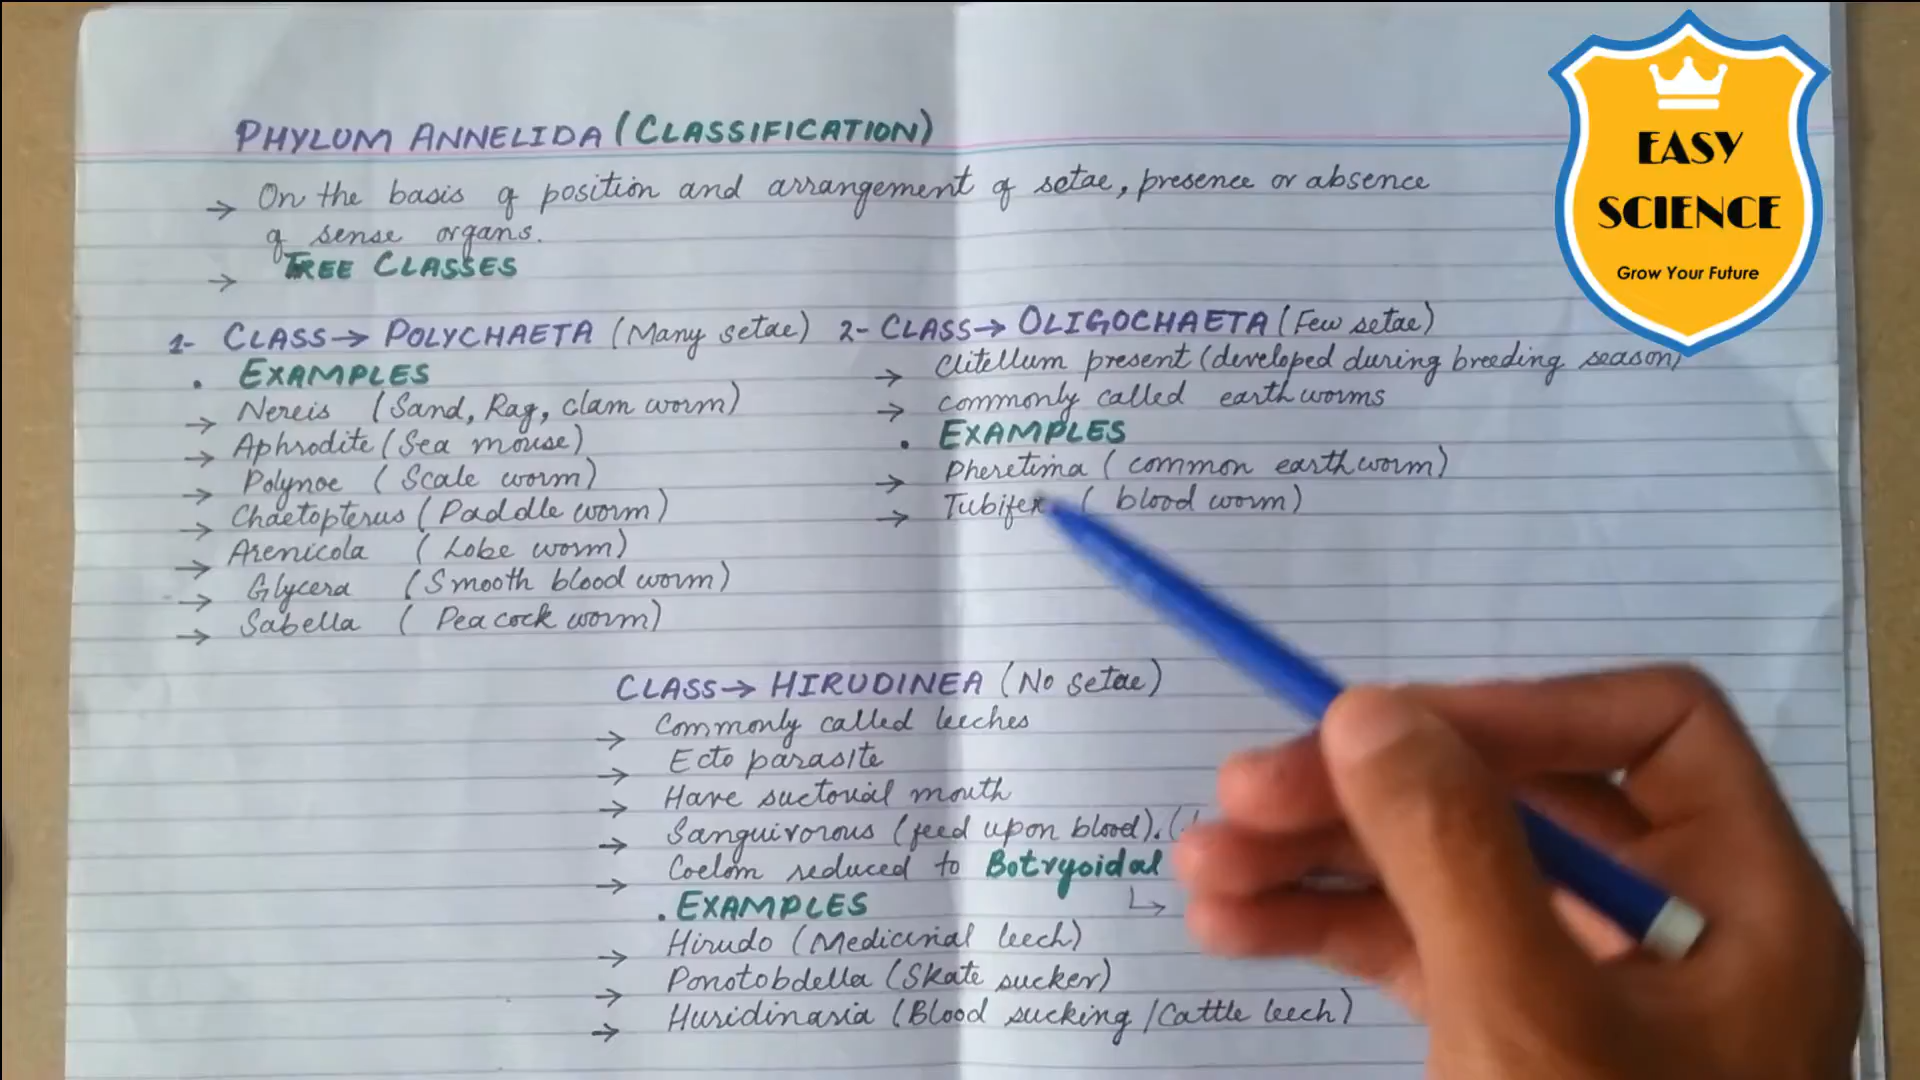 PHYLUM ANNELIDA (CLASSIFICATION)
→ On the basis of position and arrangement of setae, presence or absence
of sense organs.
→ TREE CLASSES
1- CLASS → POLYCHAETA (Many setae)
. EXAMPLES
→ Nereis (Sand, Rag, clam worm)
→ Aphrodite (Sea mouse)
→ Polynoe (Scale worm)
→ Chaetopterus (Paddle worm)
→ Arenicola (Lobe worm)
→ Glycera (Smooth blood worm)
→ Sabella (Peacock worm)
2- CLASS → OLIGOCHAETA (Few setae)
→ Clitellum present (developed during breeding season)
→ commonly called earthworms
. EXAMPLES
→ Pheretima (common earthworm)
→ Tubifex (blood worm)
CLASS → HIRUDINEA (No setae)
→ Commonly called leeches
→ Ecto parasite
→ Have suctorial mouth
→ Sanguivorous (feed upon blood). (
→ Coelom reduced to Botryoidal
. EXAMPLES
→ Hirudo (Medicinial leech)
→ Ponotobdella (Skate sucker)
→ Huridinaria (Blood sucking / Cattle leech)
EASY
SCIENCE
Grow Your Future